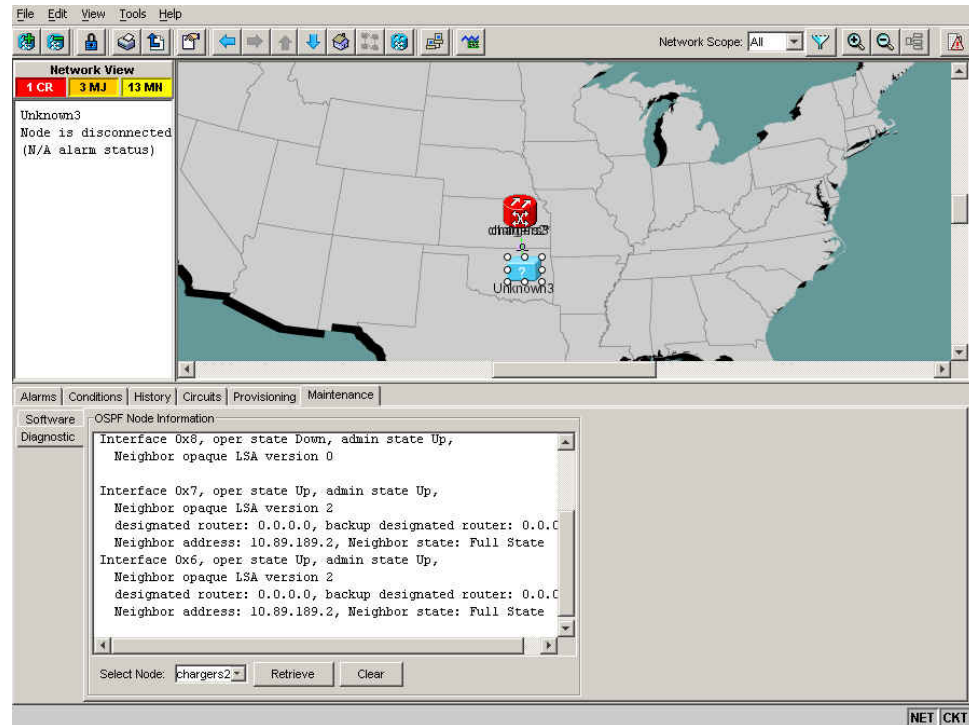 File Edit View Tools Help
Network Scope: All
Network View
1 CR 3 MJ 13 MN
Unknown3
Node is disconnected
(N/A alarm status)
?
Unknown3
Alarms Conditions History Circuits Provisioning Maintenance
Software
Diagnostic
OSPF Node Information
Interface 0x8, oper state Down, admin state Up,
Neighbor opaque LSA version 0
Interface 0x7, oper state Up, admin state Up,
Neighbor opaque LSA version 2
designated router: 0.0.0.0, backup designated router: 0.0.0
Neighbor address: 10.89.189.2, Neighbor state: Full State
Interface 0x6, oper state Up, admin state Up,
Neighbor opaque LSA version 2
designated router: 0.0.0.0, backup designated router: 0.0.0
Neighbor address: 10.89.189.2, Neighbor state: Full State
Select Node: chargers2 Retrieve Clear
NET CKT